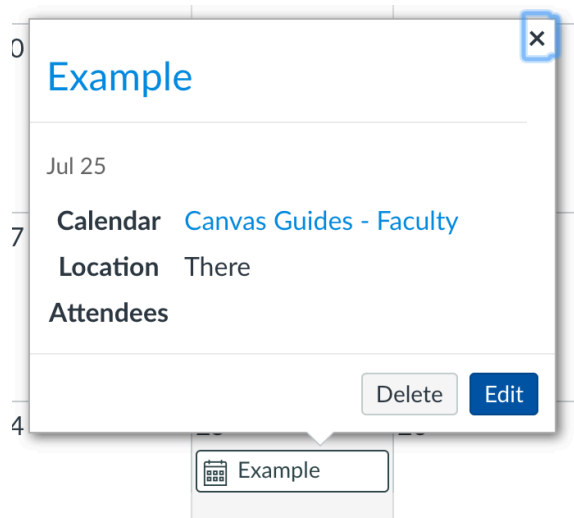 ×
Example
Jul 25
Calendar Canvas Guides - Faculty
Location There
Attendees
Delete Edit
Example